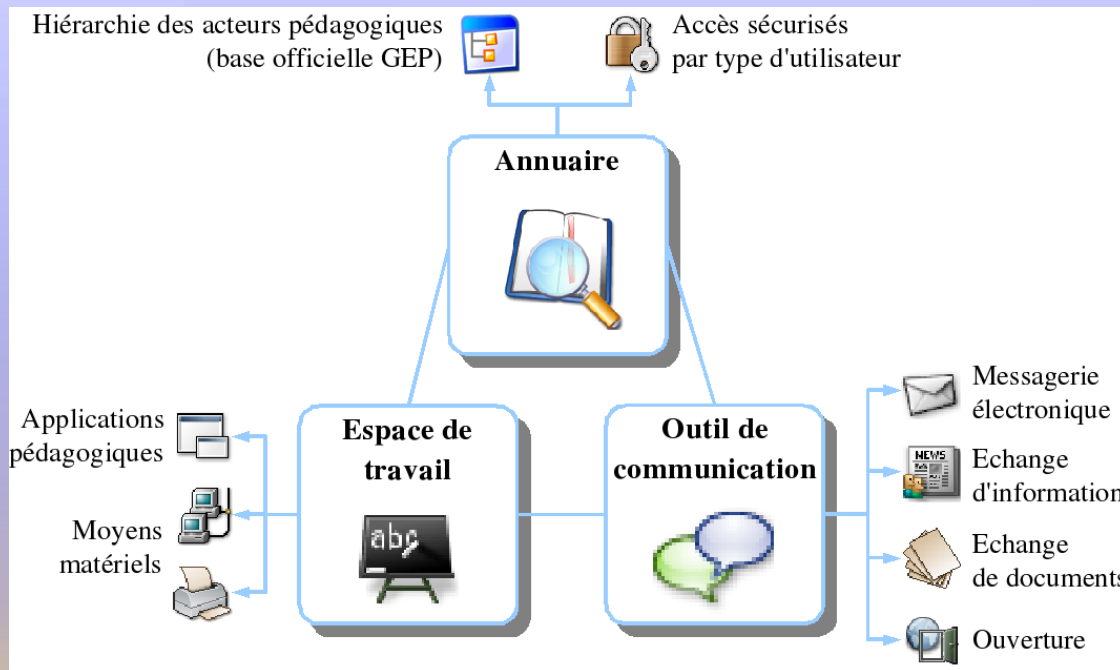 Hiérarchie des acteurs pédagogiques
(base officielle GEP)
Accès sécurisés
par type d'utilisateur
Annuaire
Applications
pédagogiques
Moyens
matériels
Espace de
travail
abc
Outil de
communication
Messagerie
électronique
NEWS
Echange
d'information
Echange
de documents
Ouverture